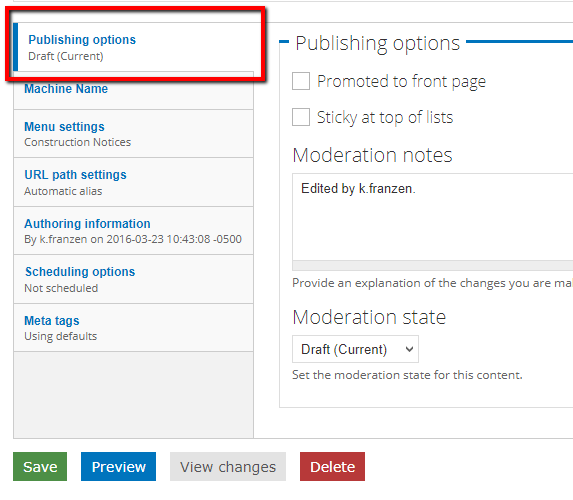 Publishing options
Draft (Current)
Machine Name
Menu settings
Construction Notices
URL path settings
Automatic alias
Authoring information
By k.franzen on 2016-03-23 10:43:08 -0500
Scheduling options
Not scheduled
Meta tags
Using defaults
Publishing options
Promoted to front page
Sticky at top of lists
Moderation notes
Edited by k.franzen.
Provide an explanation of the changes you are
Moderation state
Draft (Current)
Set the moderation state for this content.
Save
Preview
View changes
Delete